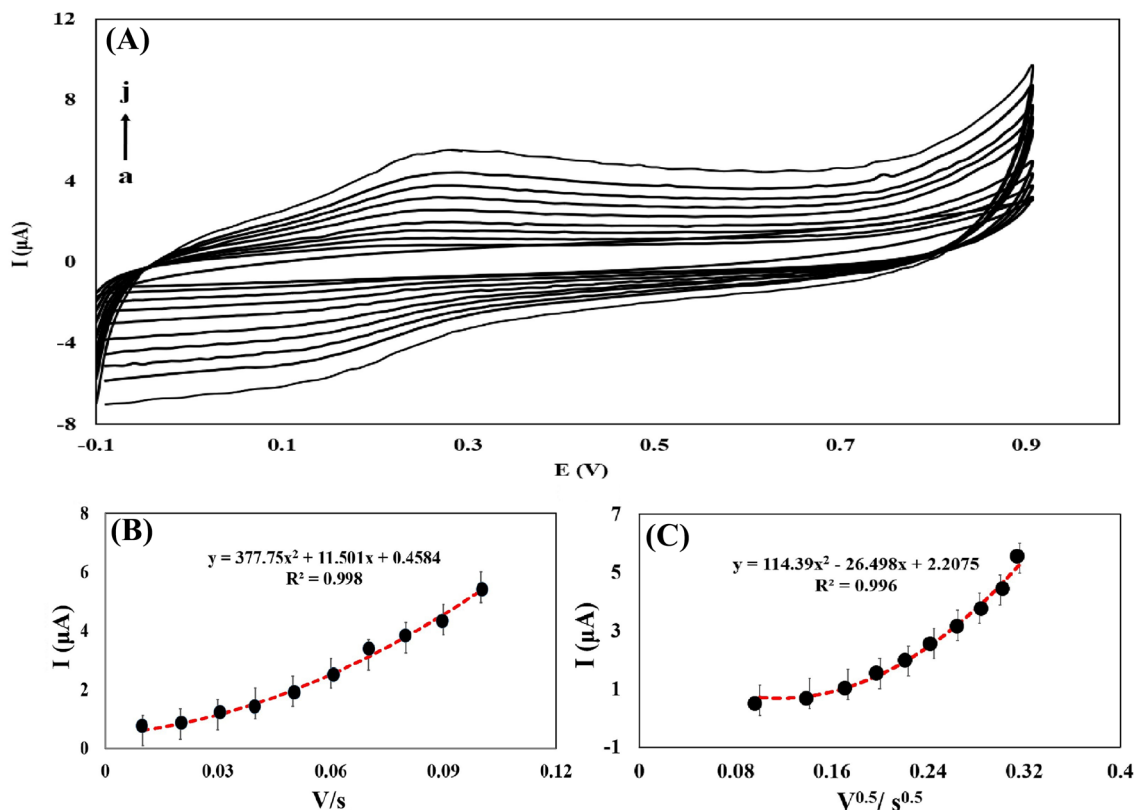 (A)
j
a
12
8
4
0
-4
-8
I (µA)
-0.1 0.1 0.3 0.5 0.7 0.9
E (V)
(B)
y = 377.75x² + 11.501x + 0.4584
R² = 0.998
8
6
4
2
0
I (µA)
0 0.03 0.06 0.09 0.12
V/s
(C)
y = 114.39x² - 26.498x + 2.2075
R² = 0.996
7
5
3
1
-1
I (µA)
0 0.08 0.16 0.24 0.32 0.4
V⁰·⁵/ s⁰·⁵